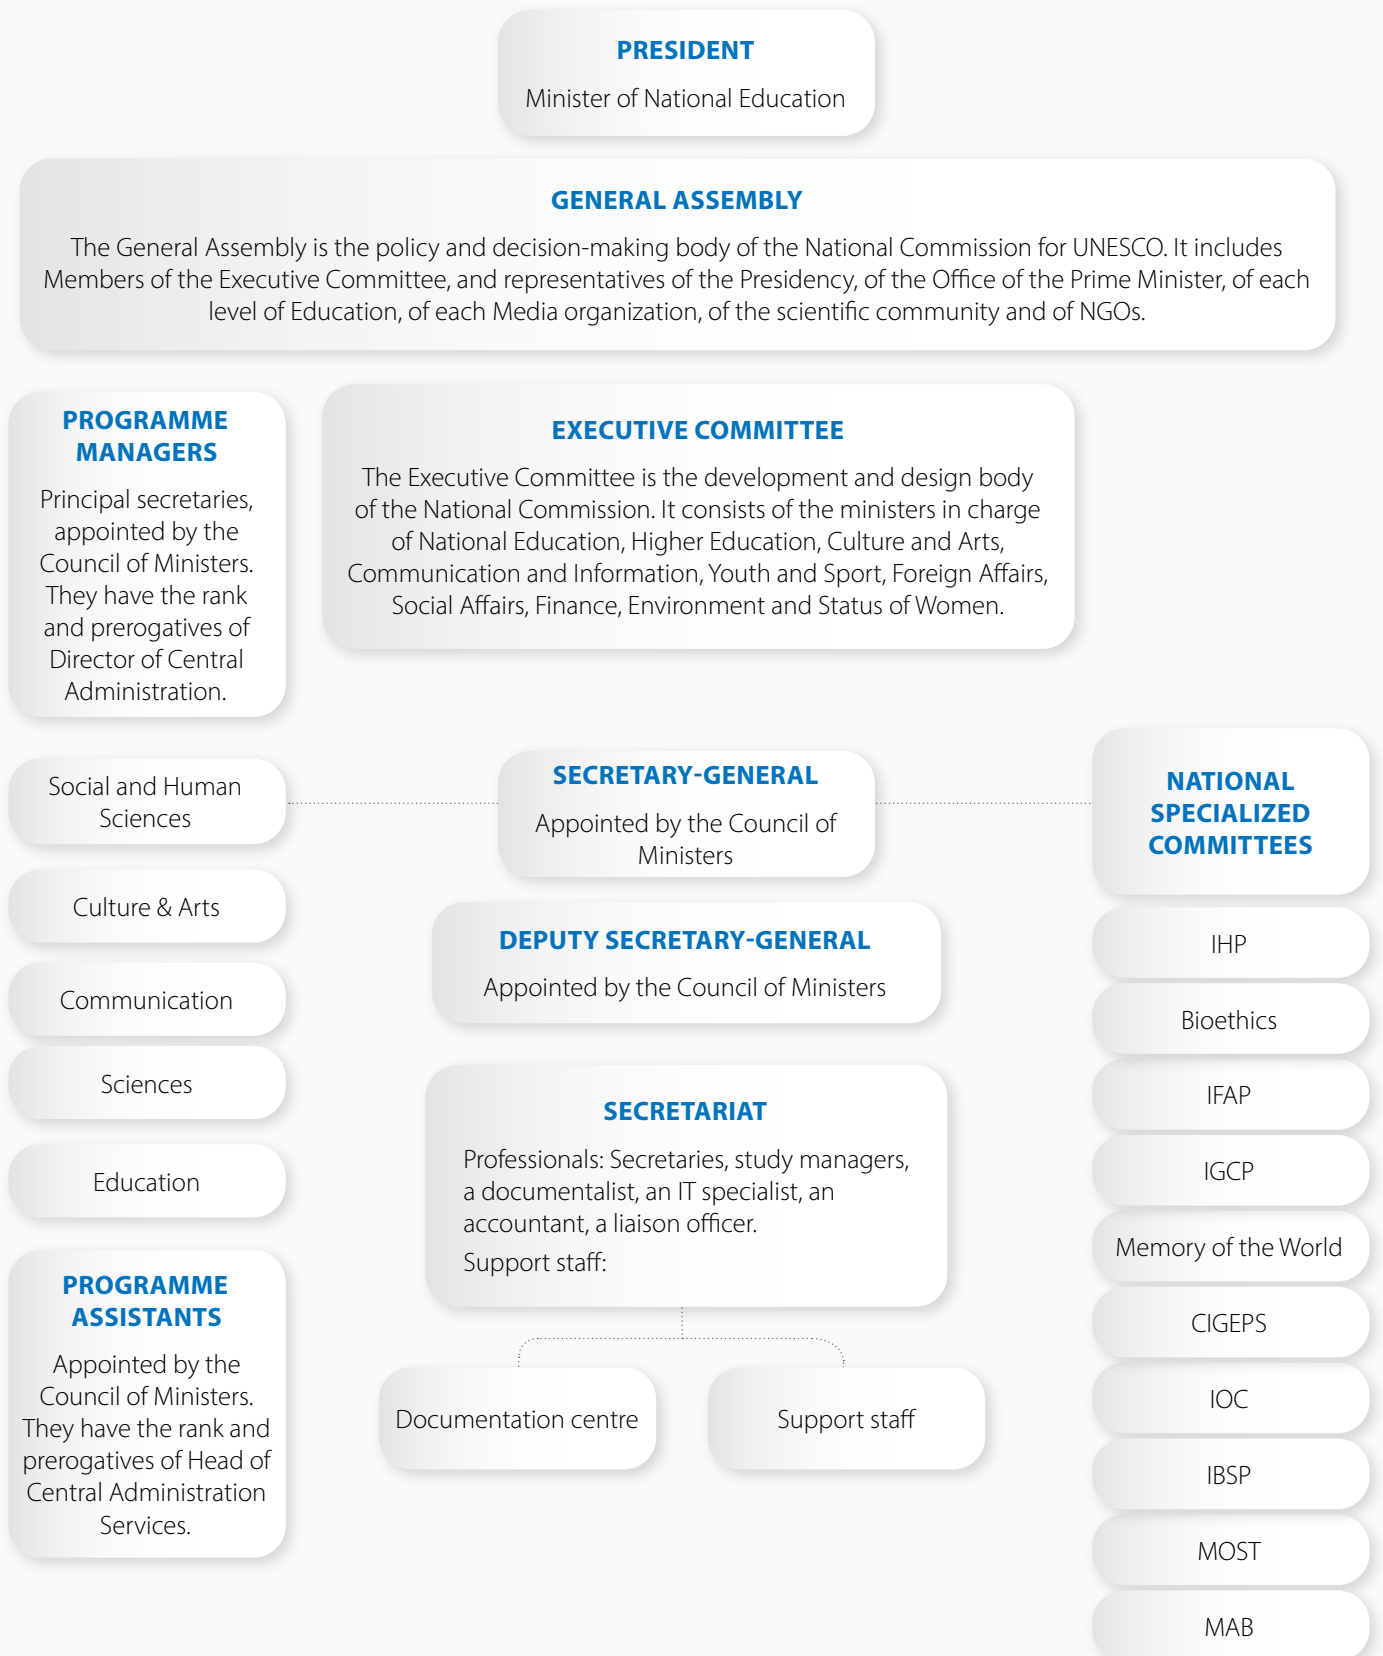 PRESIDENT
Minister of National Education
GENERAL ASSEMBLY
The General Assembly is the policy and decision-making body of the National Commission for UNESCO. It includes
Members of the Executive Committee, and representatives of the Presidency, of the Office of the Prime Minister, of each
level of Education, of each Media organization, of the scientific community and of NGOs.
PROGRAMME
MANAGERS
Principal secretaries,
appointed by the
Council of Ministers.
They have the rank
and prerogatives of
Director of Central
Administration.
EXECUTIVE COMMITTEE
The Executive Committee is the development and design body
of the National Commission. It consists of the ministers in charge
of National Education, Higher Education, Culture and Arts,
Communication and Information, Youth and Sport, Foreign Affairs,
Social Affairs, Finance, Environment and Status of Women.
Social and Human
Sciences
Culture & Arts
Communication
Sciences
Education
PROGRAMME
ASSISTANTS
Appointed by the
Council of Ministers.
They have the rank and
prerogatives of Head of
Central Administration
Services.
SECRETARY-GENERAL
Appointed by the Council of
Ministers
DEPUTY SECRETARY-GENERAL
Appointed by the Council of Ministers
SECRETARIAT
Professionals: Secretaries, study managers,
a documentalist, an IT specialist, an
accountant, a liaison officer.
Support staff:
Documentation centre
Support staff
NATIONAL
SPECIALIZED
COMMITTEES
IHP
Bioethics
IFAP
IGCP
Memory of the World
CIGEPS
IOC
IBSP
MOST
MAB